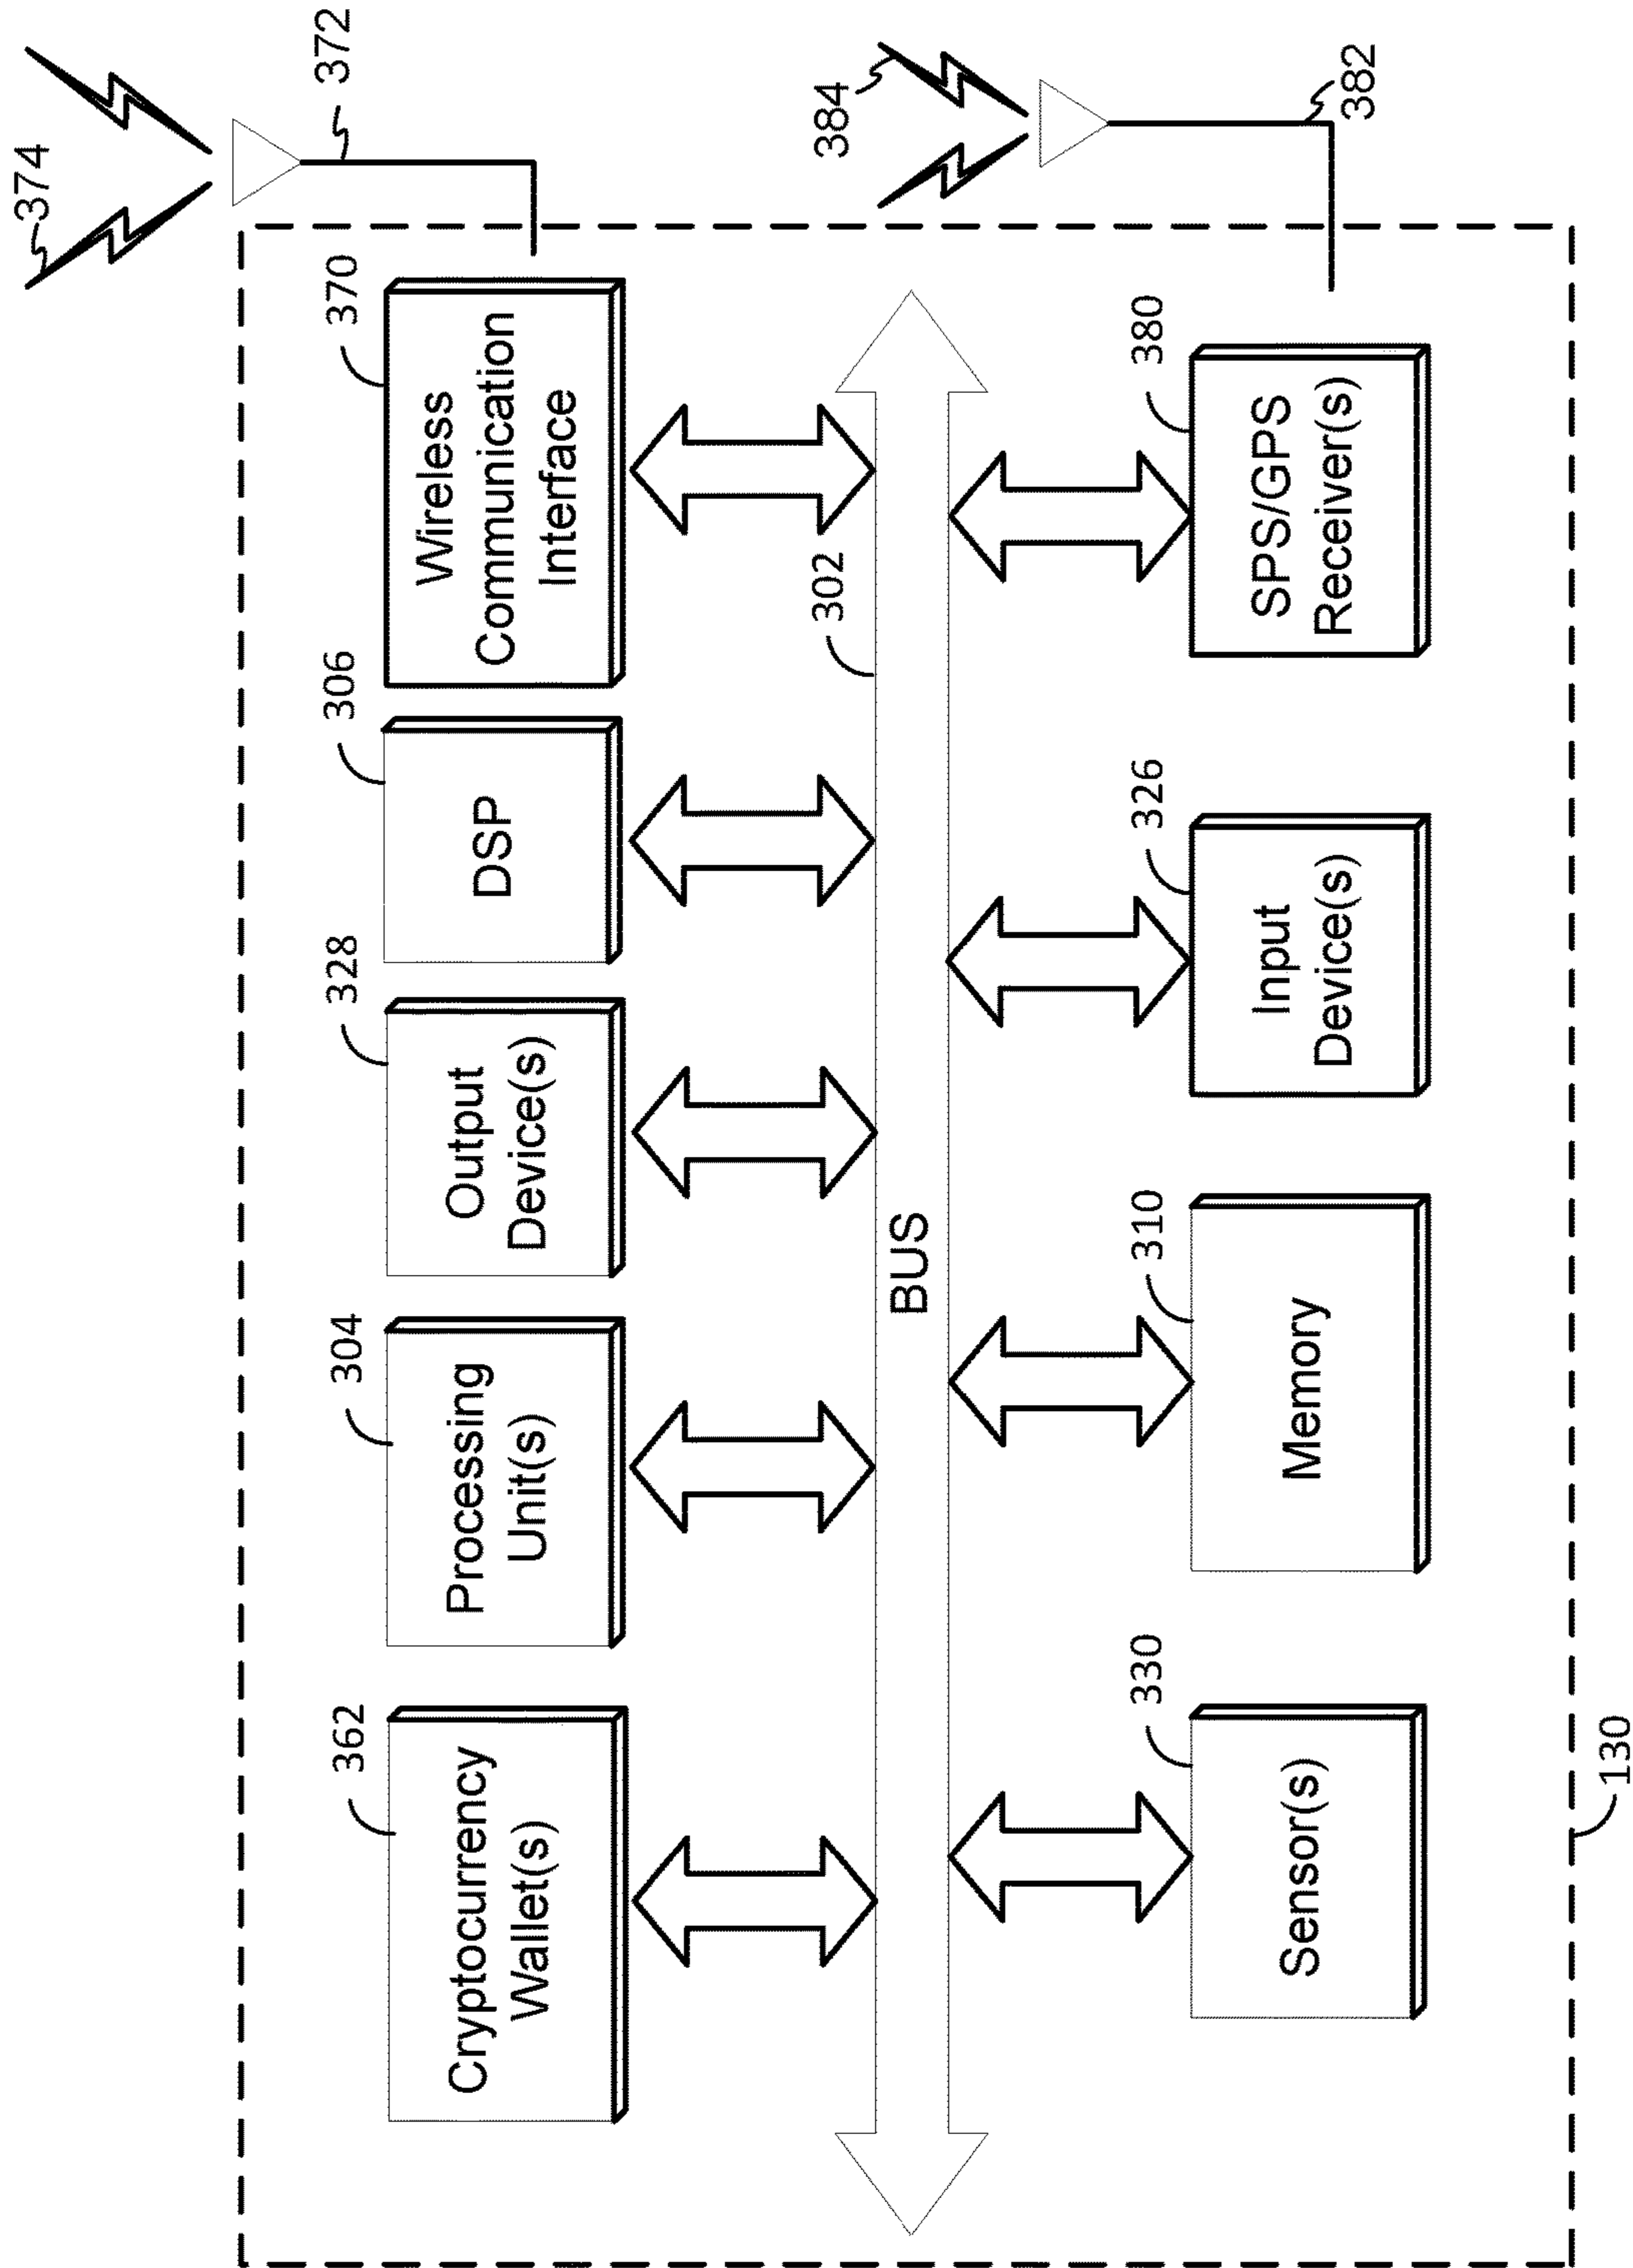 374
372
384
382
362
Cryptocurrency
Wallet(s)
304
Processing
Unit(s)
328
Output
Device(s)
306
DSP
370
Wireless
Communication
Interface
BUS
302
330
Sensor(s)
310
Memory
326
Input
Device(s)
380
SPS/GPS
Receiver(s)
130